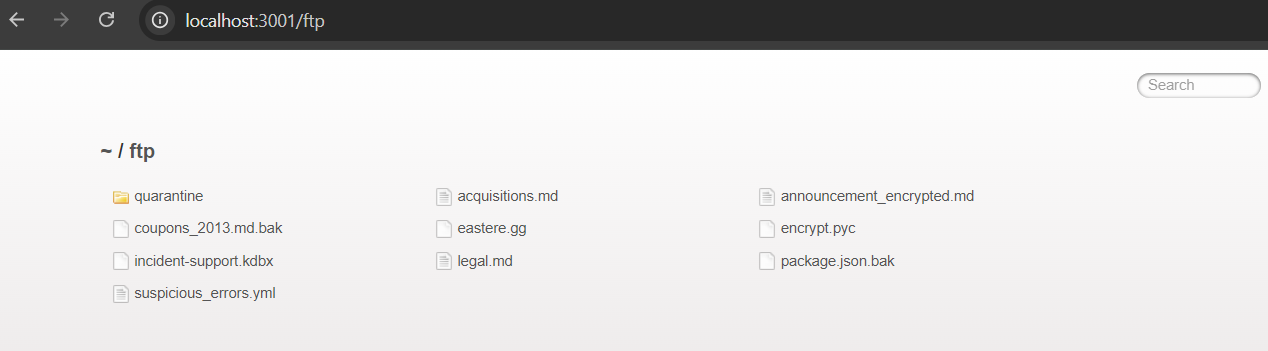 localhost:3001/ftp
Search
~ / ftp
quarantine acquisitions.md announcement_encrypted.md
coupons_2013.md.bak eastere.gg encrypt.pyc
incident-support.kdbx legal.md package.json.bak
suspicious_errors.yml